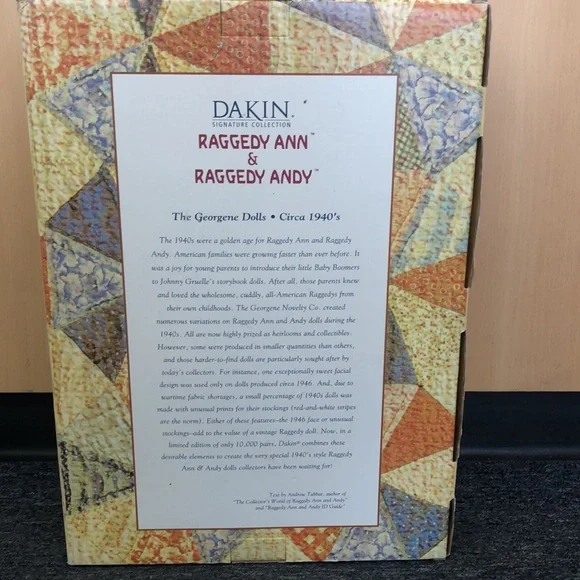 DAKIN®
SIGNATURE COLLECTION
RAGGEDY ANN™
&
RAGGEDY ANDY™
The Georgene Dolls • Circa 1940's
The 1940s were a golden age for Raggedy Ann and Raggedy
Andy. American families were growing faster than ever before. It
was a joy for young parents to introduce their little Baby Boomers
to Johnny Gruelle's storybook dolls. After all, those parents knew
and loved the wholesome, cuddly, all-American Raggedys from
their own childhoods. The Georgene Novelty Co. created
numerous variations on Raggedy Ann and Andy dolls during the
1940s. All are now highly prized as heirlooms and collectibles.
However, some were produced in smaller quantities than others,
and those harder-to-find dolls are particularly sought after by
today's collectors. For instance, one exceptionally sweet facial
design was used only on dolls produced circa 1946. And, due to
wartime fabric shortages, a small percentage of 1940s dolls was
made with unusual prints for their stockings (red-and-white stripes
are the norm). Either of these features–the 1946 face or unusual
stockings–add to the value of a vintage Raggedy doll. Now, in a
limited edition of only 10,000 pairs, Dakin® combines these
desirable elements to create the very special 1940's style Raggedy
Ann & Andy dolls collectors have been waiting for!
Text by Andrew Tabbat, author of
"The Collector's World of Raggedy Ann and Andy"
and "Raggedy Ann and Andy ID Guide."